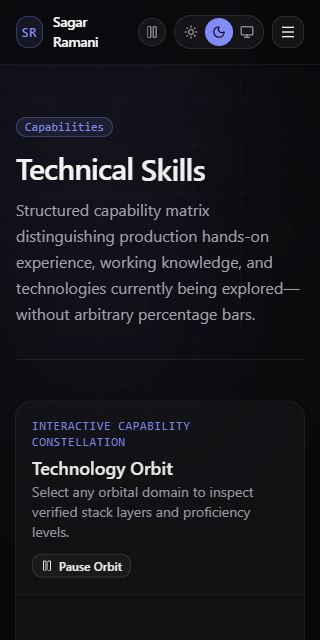 SR
Sagar
Ramani
Capabilities
Technical Skills
Structured capability matrix
distinguishing production hands-on
experience, working knowledge, and
technologies currently being explored—
without arbitrary percentage bars.
INTERACTIVE CAPABILITY
CONSTELLATION
Technology Orbit
Select any orbital domain to inspect
verified stack layers and proficiency
levels.
Pause Orbit